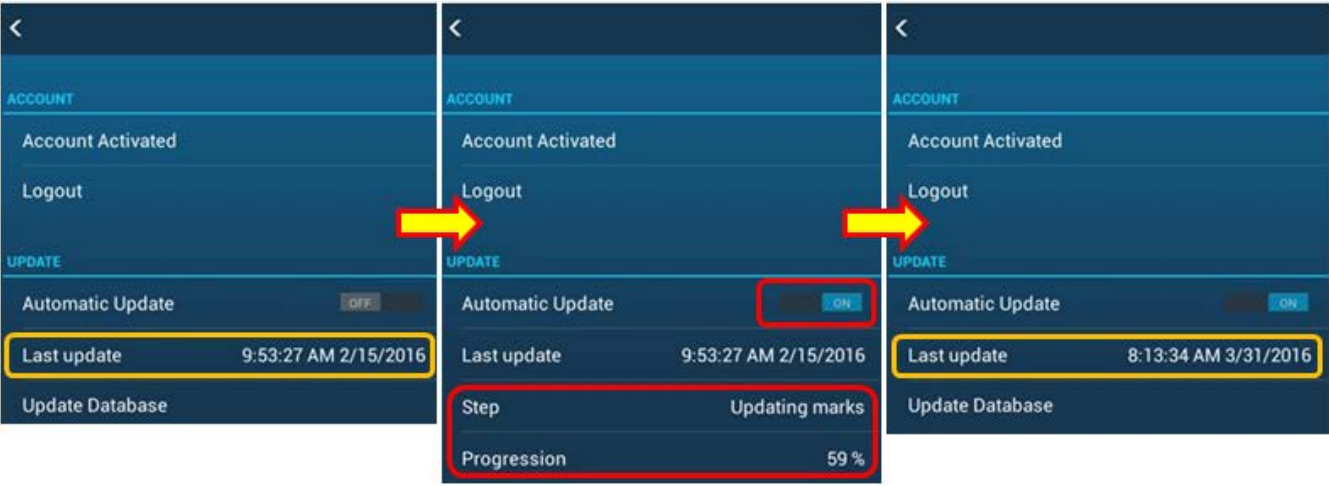 ACCOUNT
Account Activated
Logout
UPDATE
Automatic Update OFF
Last update 9:53:27 AM 2/15/2016
Update Database
ACCOUNT
Account Activated
Logout
UPDATE
Automatic Update ON
Last update 9:53:27 AM 2/15/2016
Step Updating marks
Progression 59 %
ACCOUNT
Account Activated
Logout
UPDATE
Automatic Update ON
Last update 8:13:34 AM 3/31/2016
Update Database